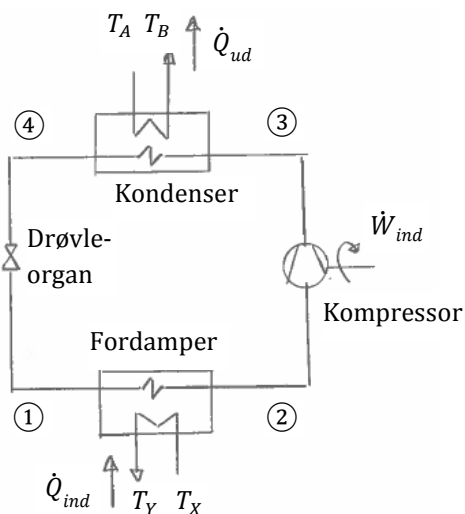 T_A T_B Q̇_ud
④ ③
Kondenser
Drøvle-
organ
Ẇ_ind
Kompressor
Fordamper
① ②
Q̇_ind T_Y T_X